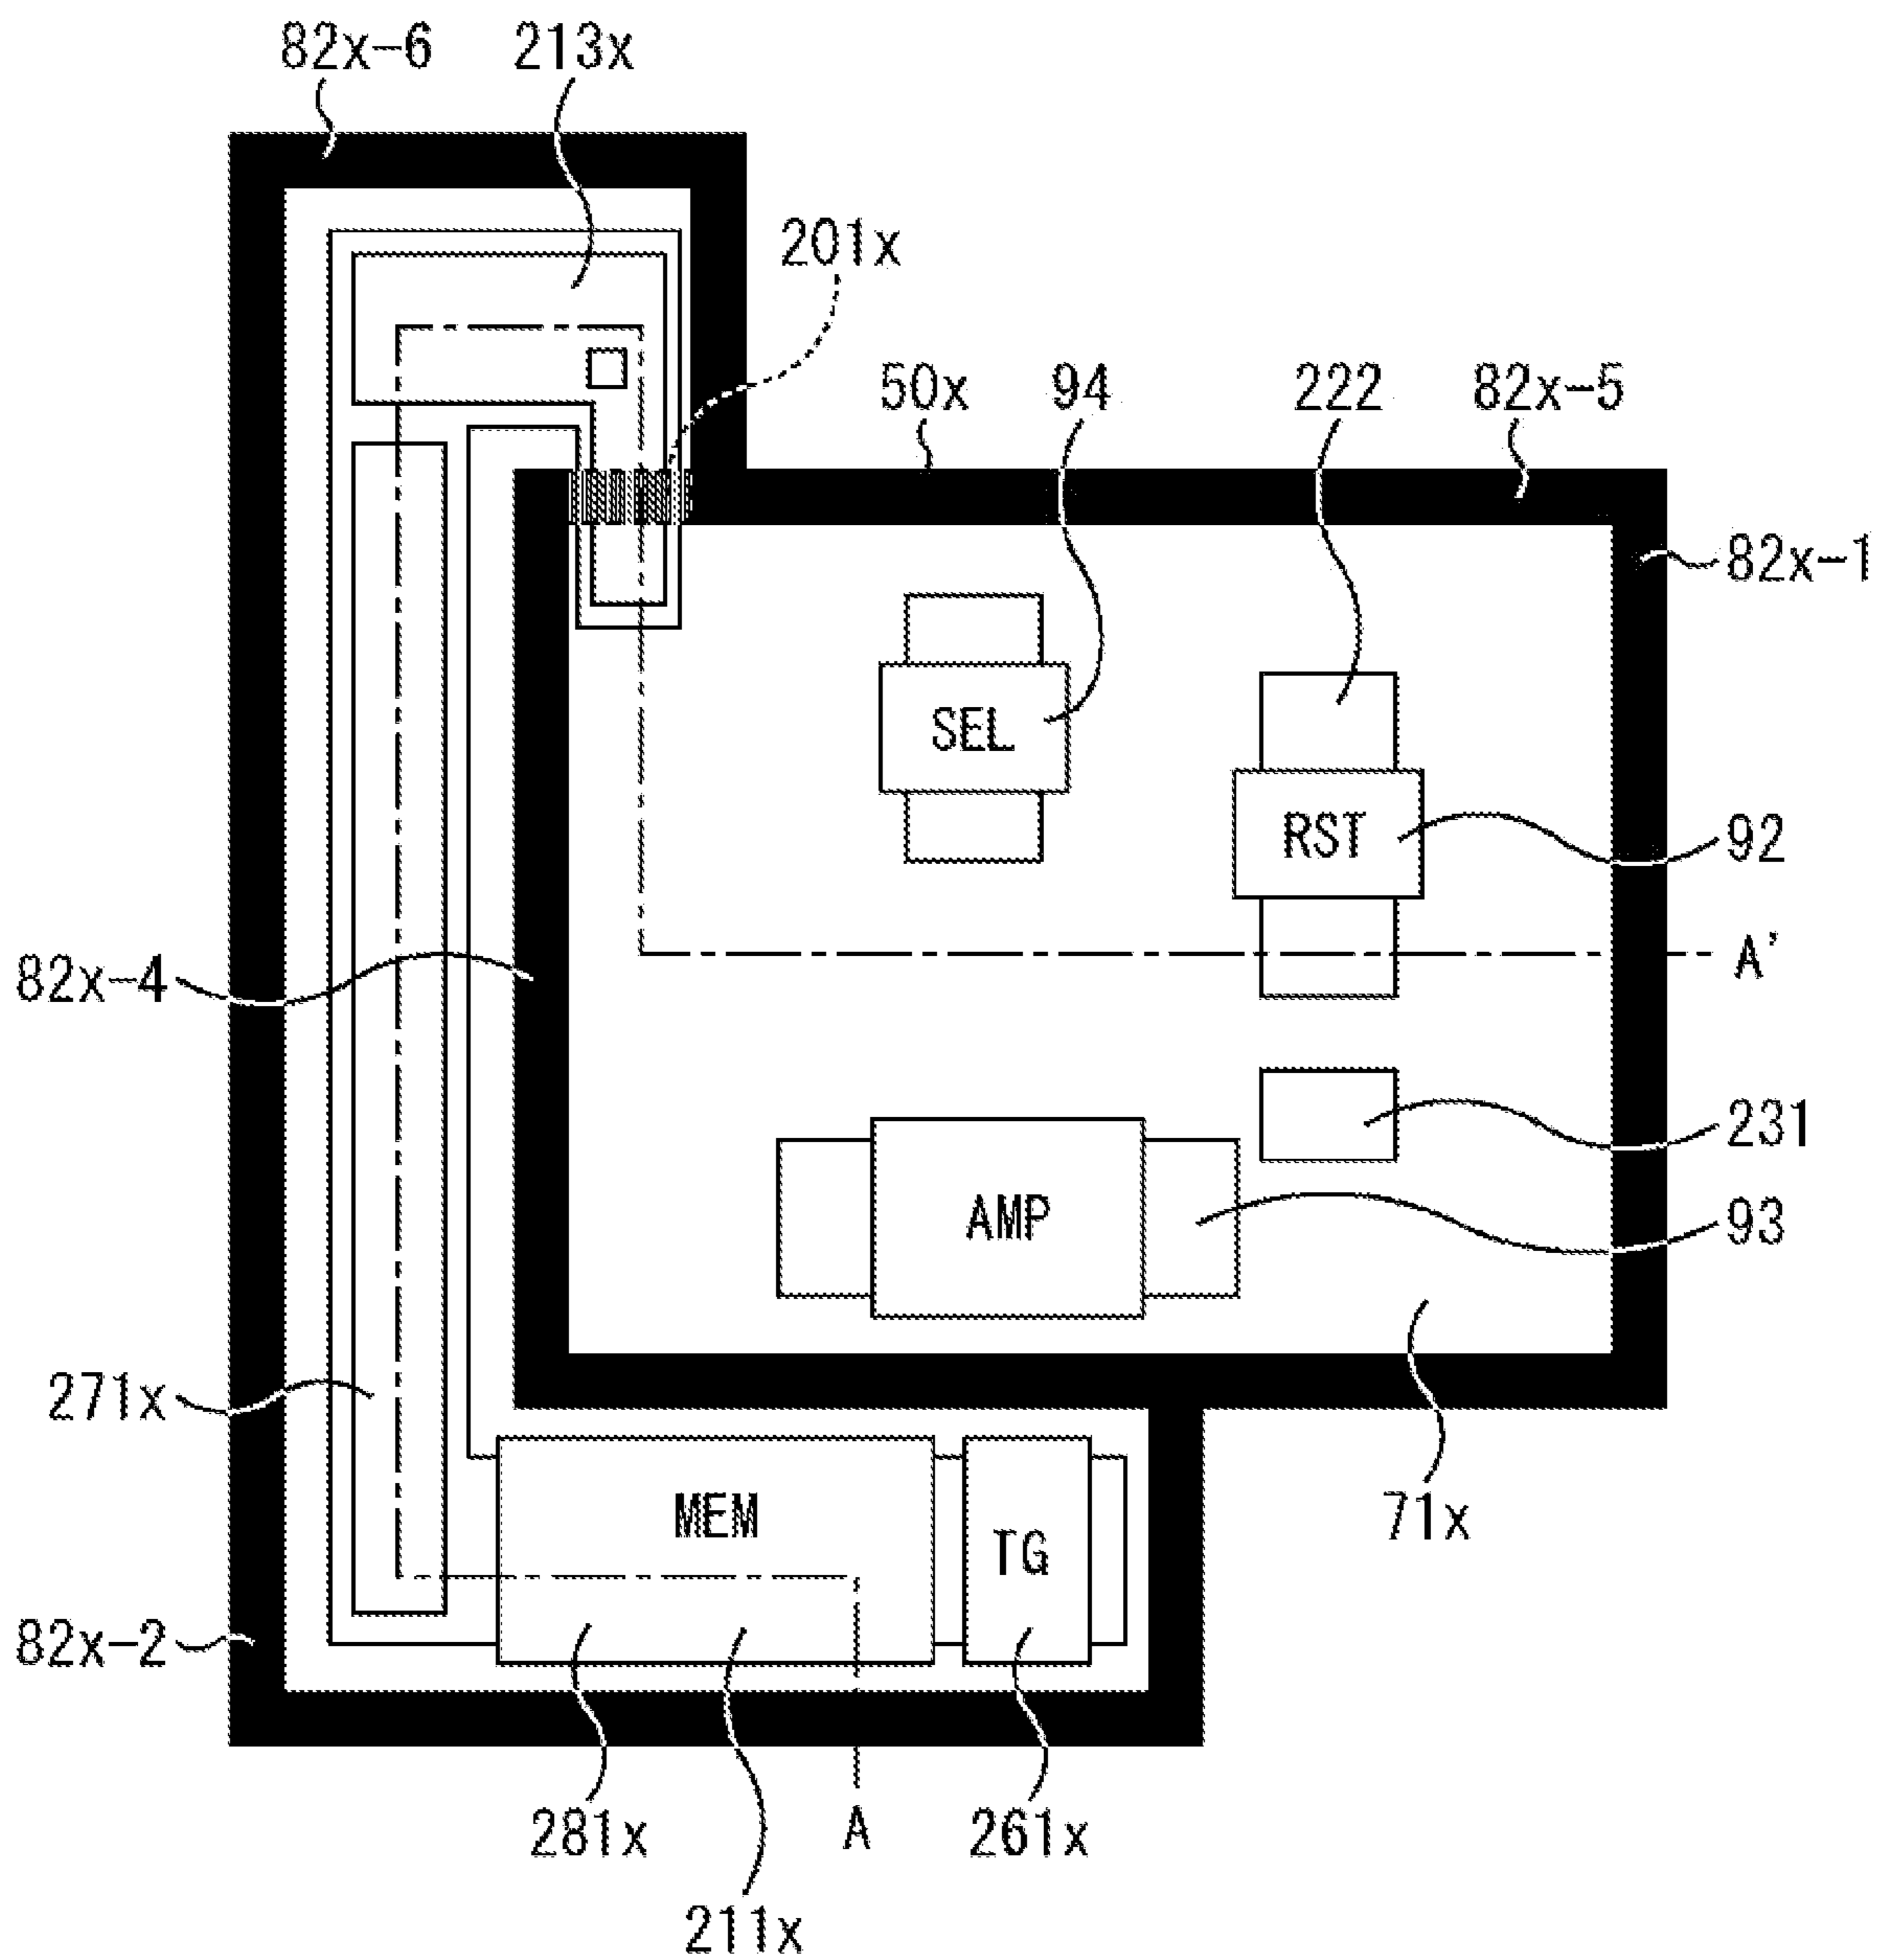 82x-6
213x
201x
50x
94
222
82x-5
82x-1
SEL
RST
92
82x-4
A'
231
AMP
93
271x
MEM
TG
71x
82x-2
281x
A
261x
211x